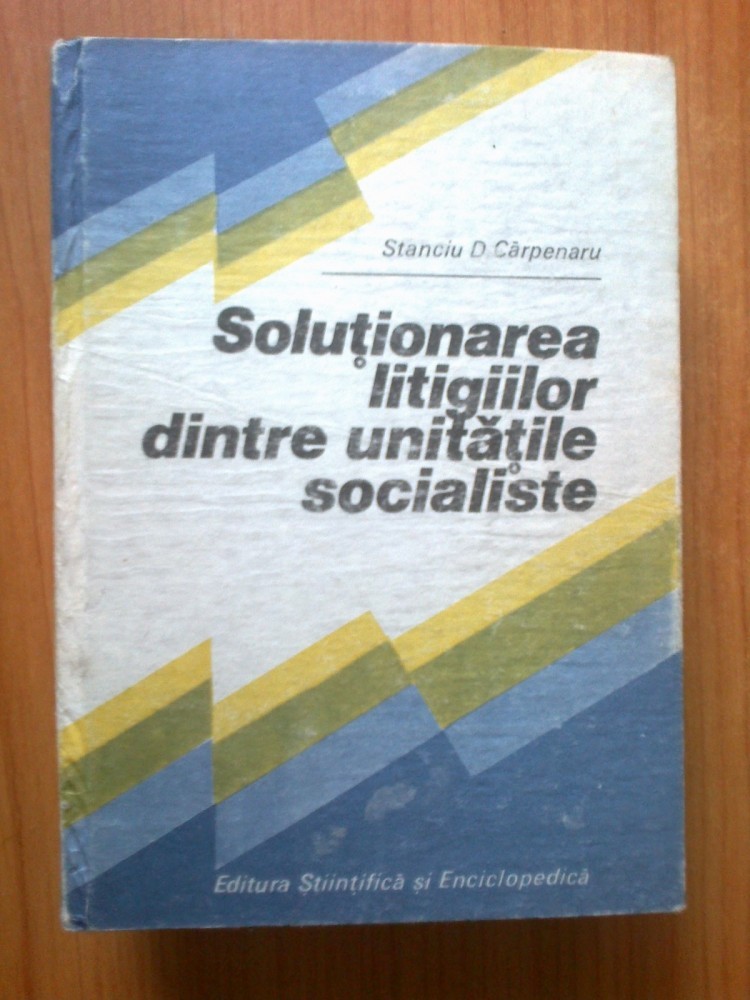 Stanciu D Cărpenaru
Soluționarea
litigiilor
dintre unitățile
socialiste
Editura Științifică și Enciclopedică